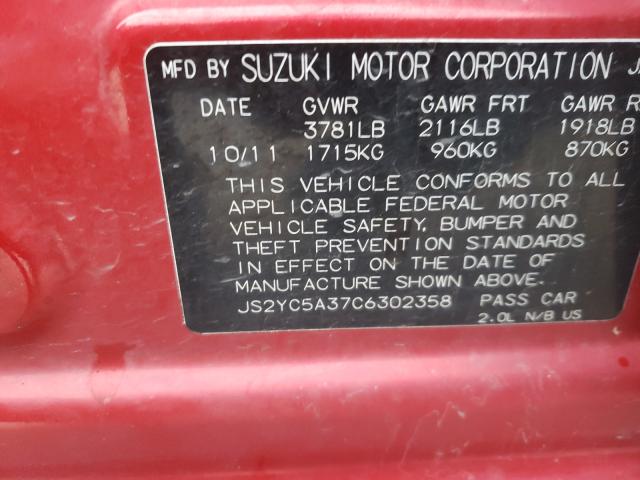 MFD BY SUZUKI MOTOR CORPORATION
DATE GVWR GAWR FRT GAWR R
3781LB 2116LB 1918LB
10/11 1715KG 960KG 870KG
THIS VEHICLE CONFORMS TO ALL
APPLICABLE FEDERAL MOTOR
VEHICLE SAFETY, BUMPER AND
THEFT PREVENTION STANDARDS
IN EFFECT ON THE DATE OF
MANUFACTURE SHOWN ABOVE.
JS2YC5A37C6302358 PASS CAR
2.0L N/B US